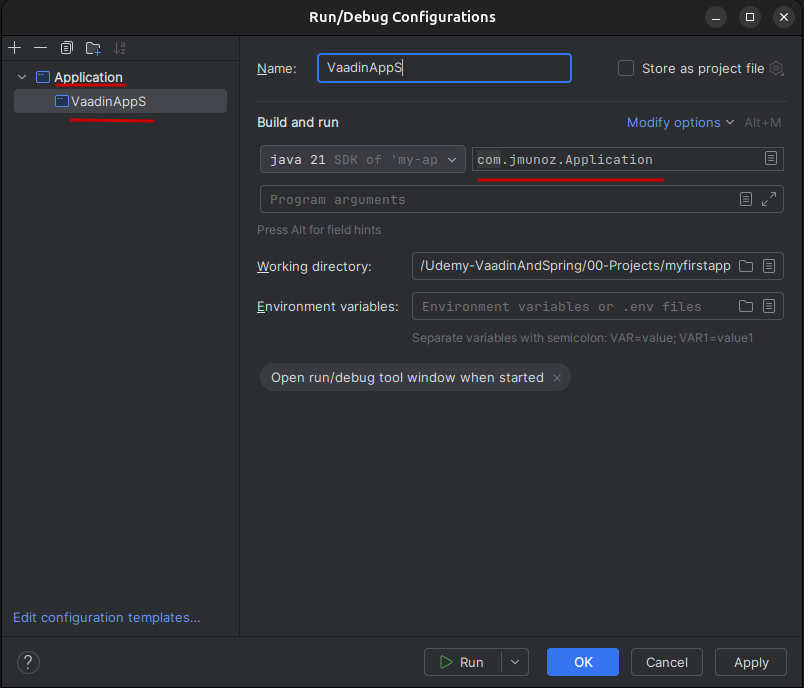 Run/Debug Configurations
Application
VaadinAppS
Name:
VaadinAppS
Store as project file
Build and run
Modify options
Alt+M
java 21 SDK of 'my-ap
com.jmunoz.Application
Program arguments
Press Alt for field hints
Working directory:
/Udemy-VaadinAndSpring/00-Projects/myfirstapp
Environment variables:
Environment variables or .env files
Separate variables with semicolon: VAR=value; VAR1=value1
Open run/debug tool window when started
Edit configuration templates...
?
Run
OK
Cancel
Apply